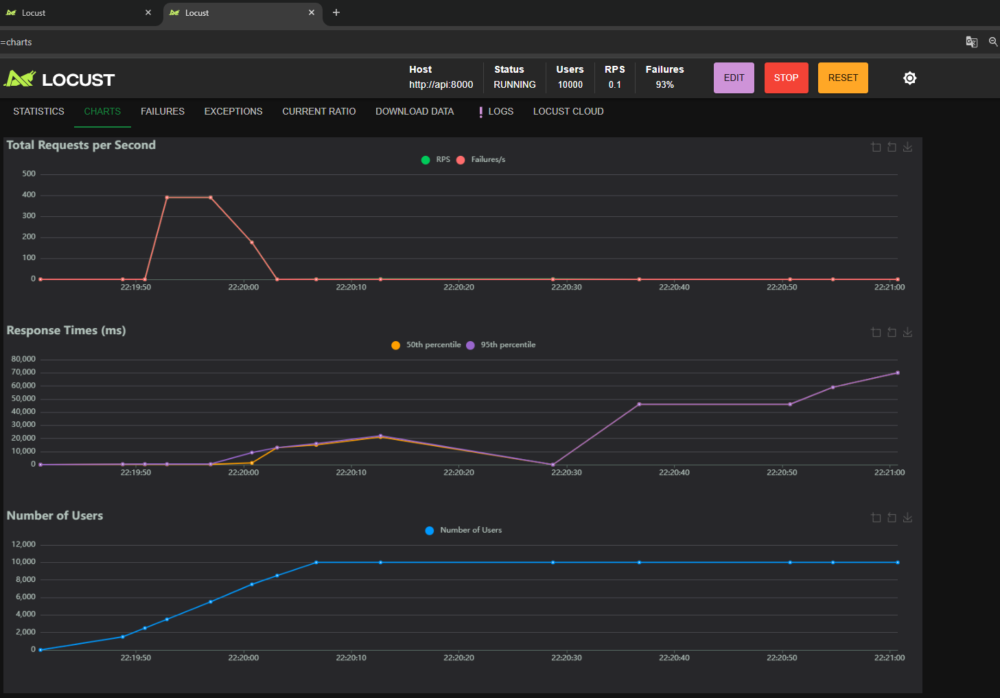 Locust
Locust
=charts
LOCUST
Host
http://api:8000
Status
RUNNING
Users
10000
RPS
0.1
Failures
93%
EDIT
STOP
RESET
STATISTICS
CHARTS
FAILURES
EXCEPTIONS
CURRENT RATIO
DOWNLOAD DATA
LOGS
LOCUST CLOUD
Total Requests per Second
RPS
Failures/s
500
400
300
200
100
0
22:19:50
22:20:00
22:20:10
22:20:20
22:20:30
22:20:40
22:20:50
22:21:00
Response Times (ms)
50th percentile
95th percentile
80,000
70,000
60,000
50,000
40,000
30,000
20,000
10,000
0
22:19:50
22:20:00
22:20:10
22:20:20
22:20:30
22:20:40
22:20:50
22:21:00
Number of Users
Number of Users
12,000
10,000
8,000
6,000
4,000
2,000
0
22:19:50
22:20:00
22:20:10
22:20:20
22:20:30
22:20:40
22:20:50
22:21:00